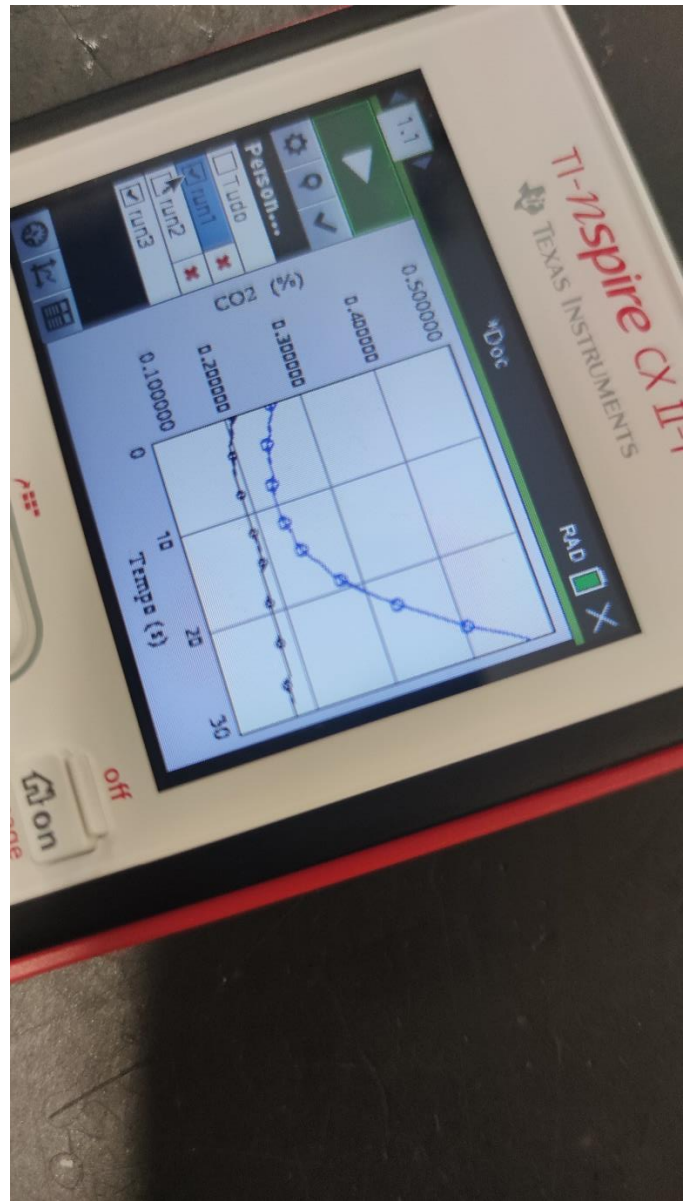 TI-nspire CX II-T
TEXAS INSTRUMENTS
1.1
*Doc
RAD
Person...
Tudo
run1
run2
run3
CO2 (%)
0.500000
0.400000
0.300000
0.200000
0.100000
0
10
20
30
Tempo (s)
off
on